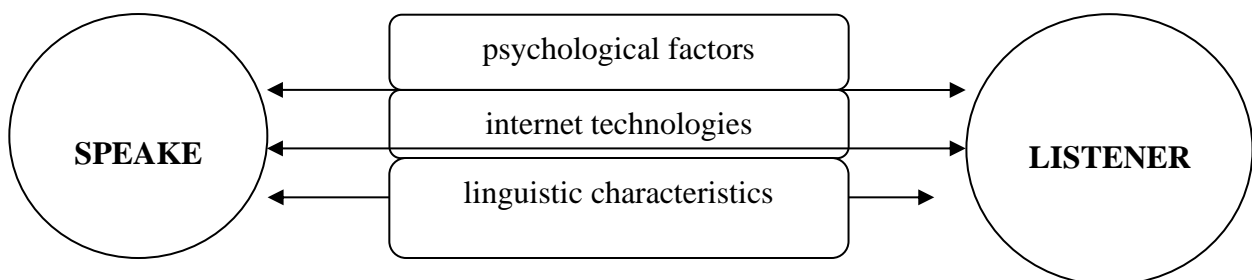 psychological factors
internet technologies
SPEAKE
LISTENER
linguistic characteristics